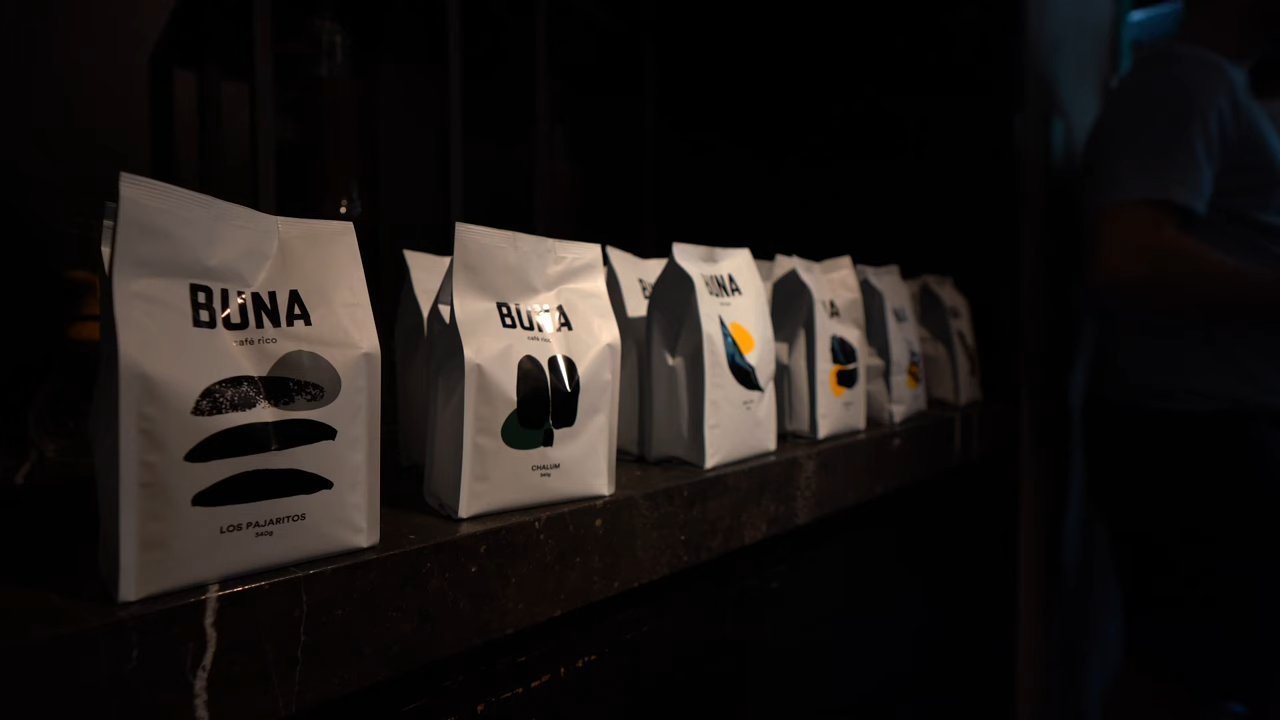 BUNA
café rico
LOS PAJARITOS
340g
BUNA
café rico
CHALUM
340g
BUNA